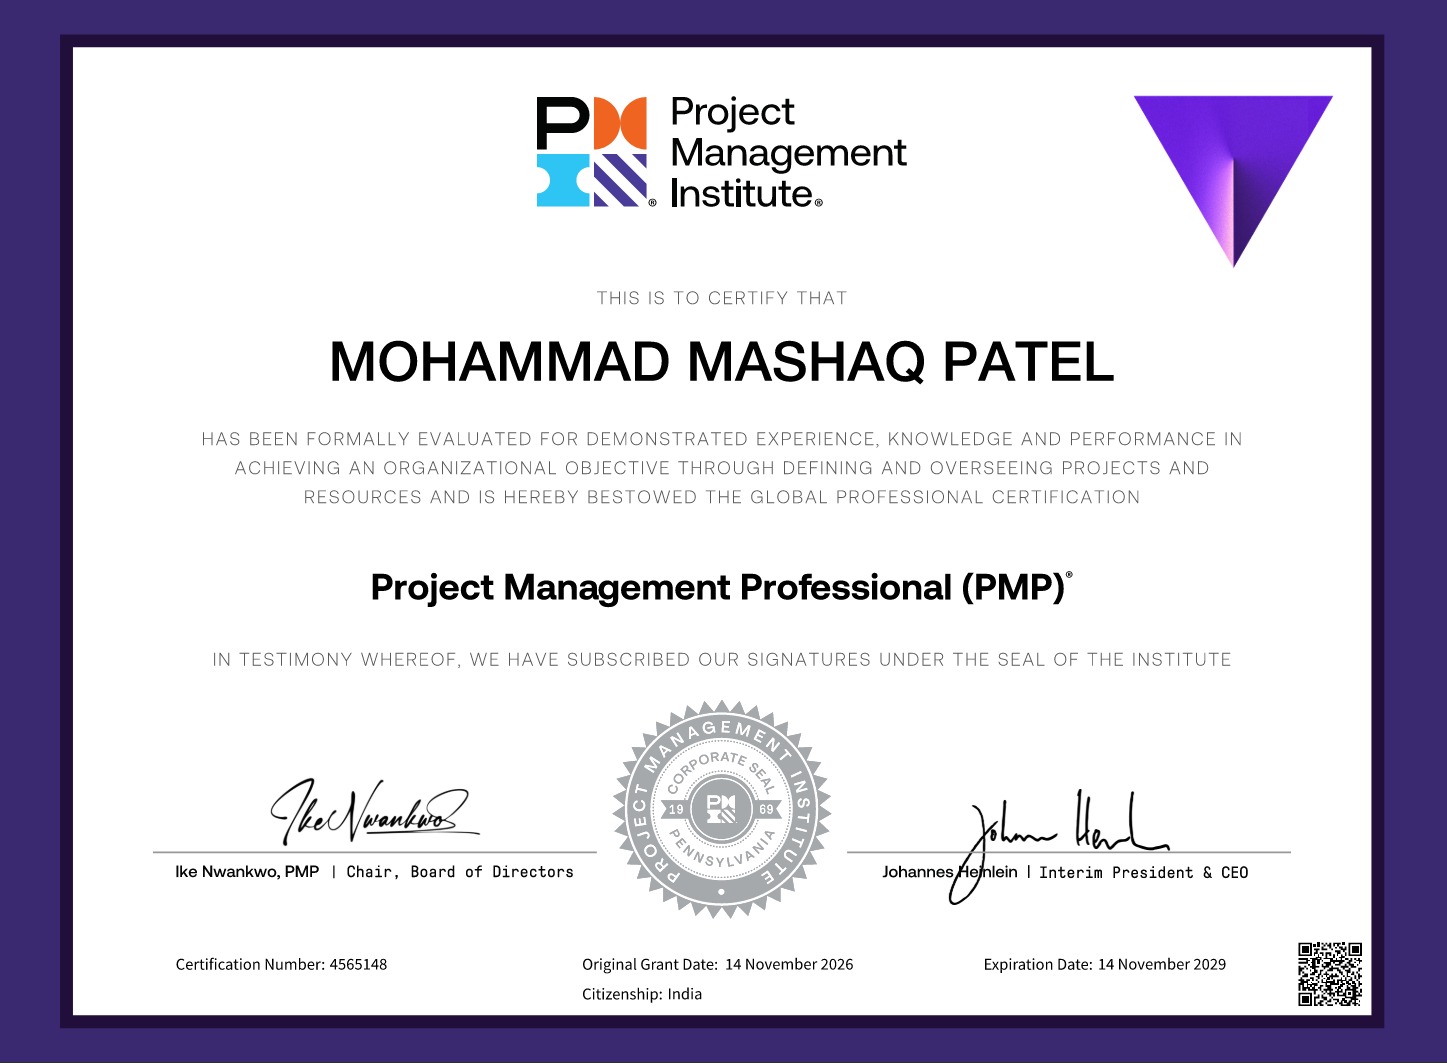 PM
Project
Management
Institute®
THIS IS TO CERTIFY THAT
MOHAMMAD MASHAQ PATEL
HAS BEEN FORMALLY EVALUATED FOR DEMONSTRATED EXPERIENCE, KNOWLEDGE AND PERFORMANCE IN
ACHIEVING AN ORGANIZATIONAL OBJECTIVE THROUGH DEFINING AND OVERSEEING PROJECTS AND
RESOURCES AND IS HEREBY BESTOWED THE GLOBAL PROFESSIONAL CERTIFICATION
Project Management Professional (PMP)®
IN TESTIMONY WHEREOF, WE HAVE SUBSCRIBED OUR SIGNATURES UNDER THE SEAL OF THE INSTITUTE
PROJECT MANAGEMENT INSTITUTE
CORPORATE SEAL
19 69
PENNSYLVANIA
Ike Nwankwo
Johannes Heinlein
Ike Nwankwo, PMP | Chair, Board of Directors
Johannes Heinlein | Interim President & CEO
Certification Number: 4565148
Original Grant Date: 14 November 2026
Expiration Date: 14 November 2029
Citizenship: India